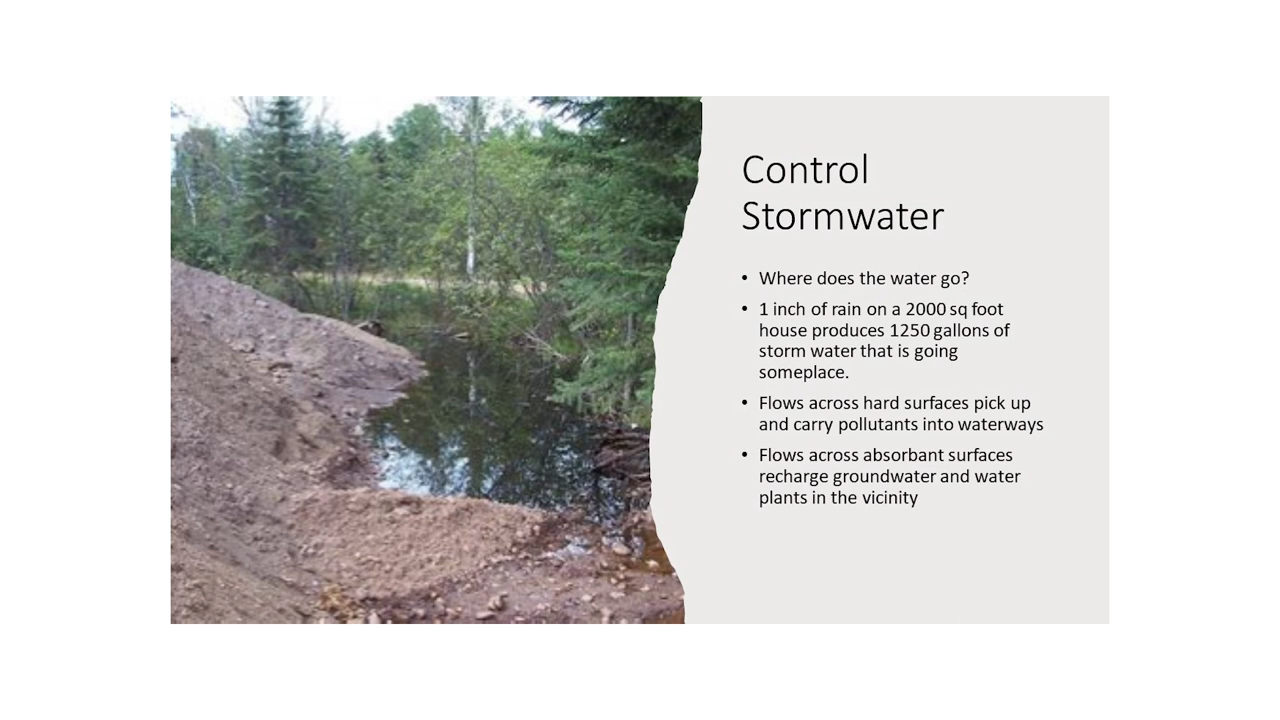 Control
Stormwater
• Where does the water go?
• 1 inch of rain on a 2000 sq foot
house produces 1250 gallons of
storm water that is going
someplace.
• Flows across hard surfaces pick up
and carry pollutants into waterways
• Flows across absorbant surfaces
recharge groundwater and water
plants in the vicinity